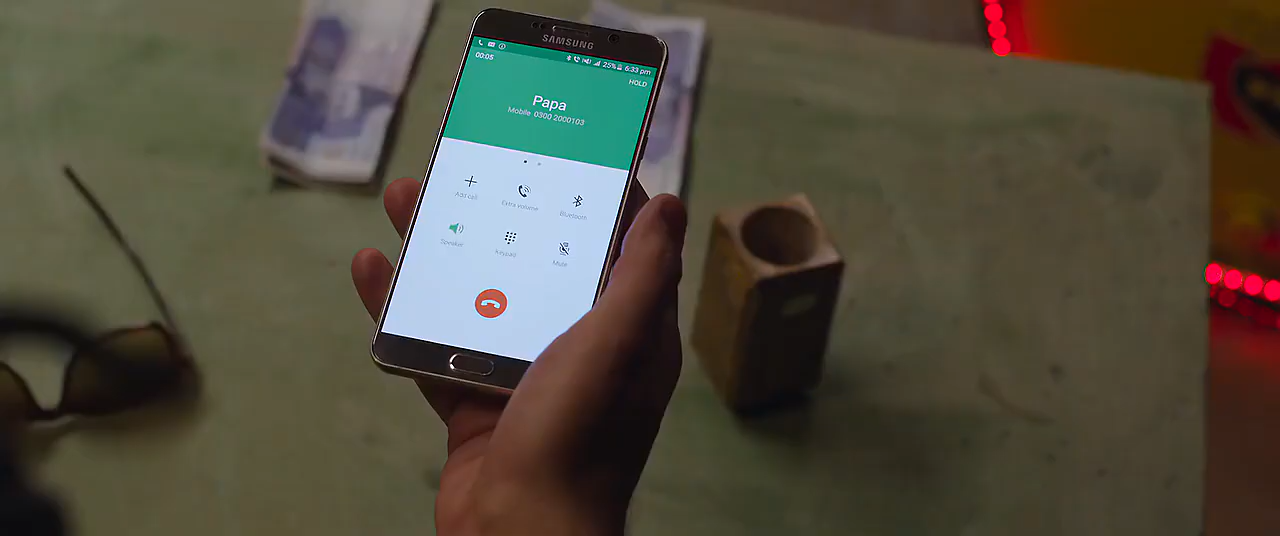 SAMSUNG
25% 6:33 pm
00:05
HOLD
Papa
Mobile 0300 2000103
Add call
Extra volume
Bluetooth
Speaker
Keypad
Mute